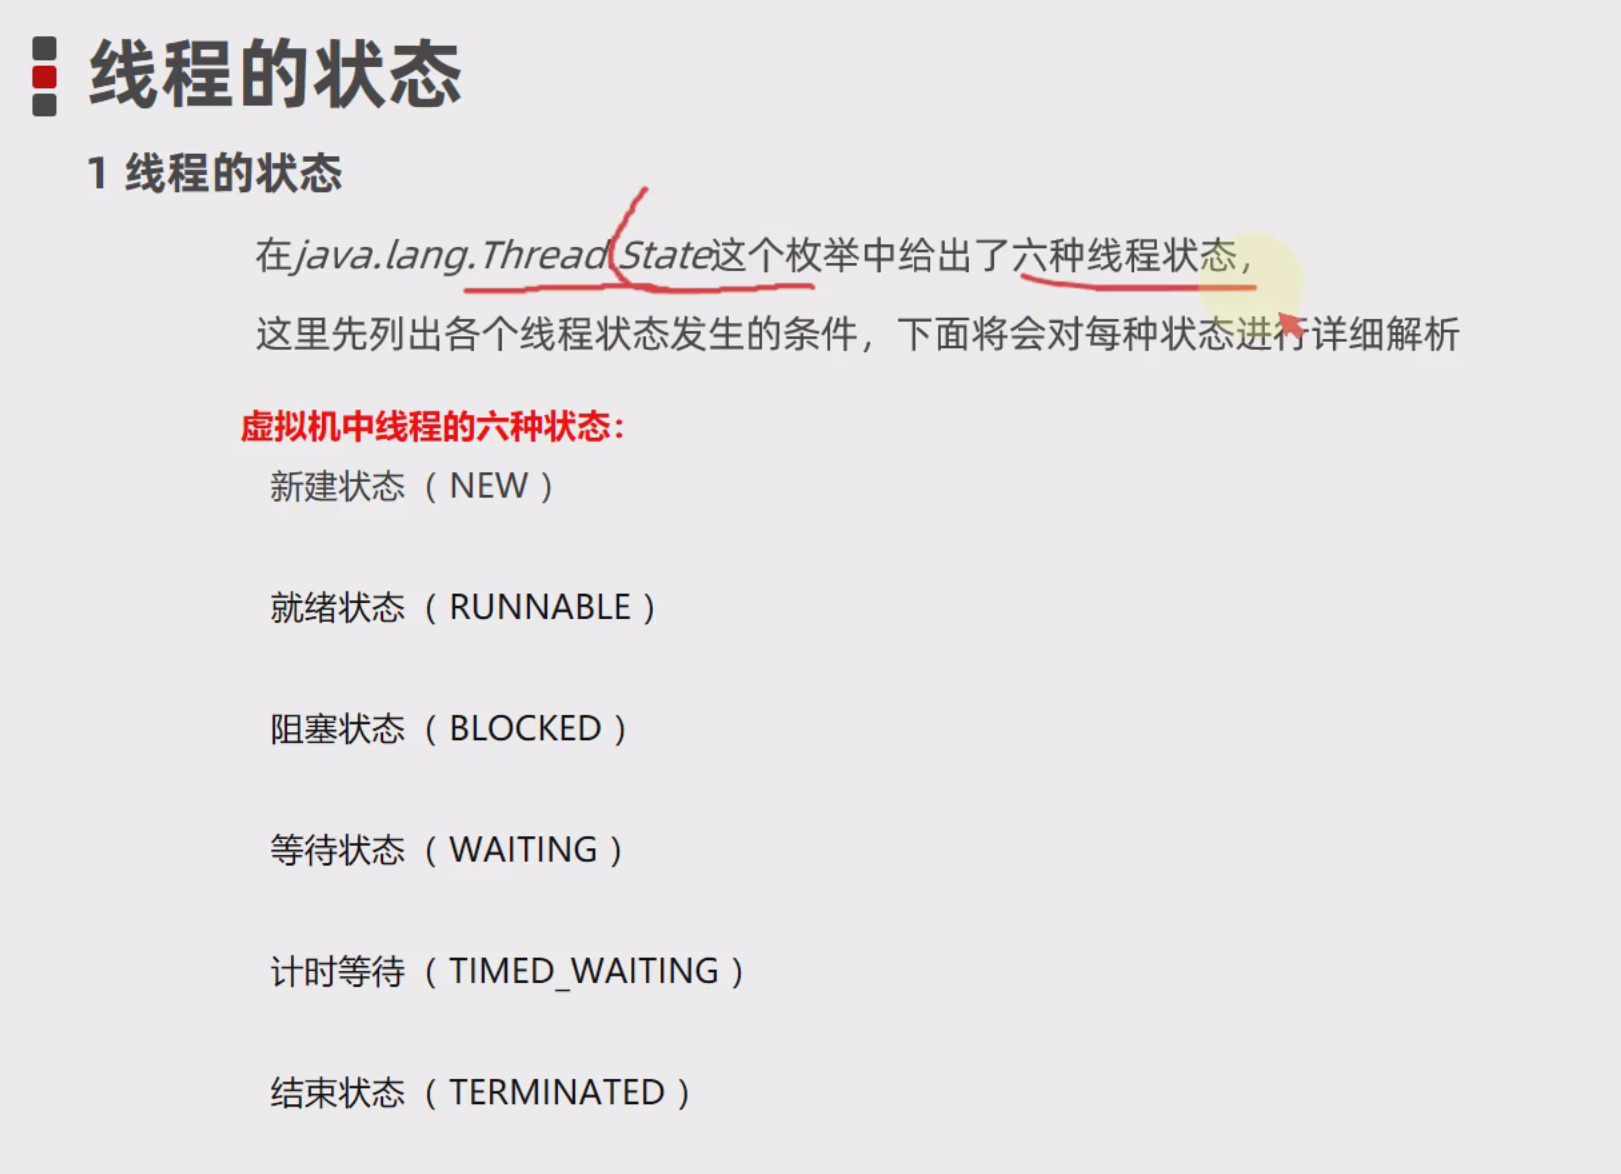 线程的状态
1 线程的状态
在java.lang.Thread.State这个枚举中给出了六种线程状态，
这里先列出各个线程状态发生的条件，下面将会对每种状态进行详细解析
虚拟机中线程的六种状态：
新建状态（ NEW ）
就绪状态（ RUNNABLE ）
阻塞状态（ BLOCKED ）
等待状态（ WAITING ）
计时等待（ TIMED_WAITING ）
结束状态（ TERMINATED ）